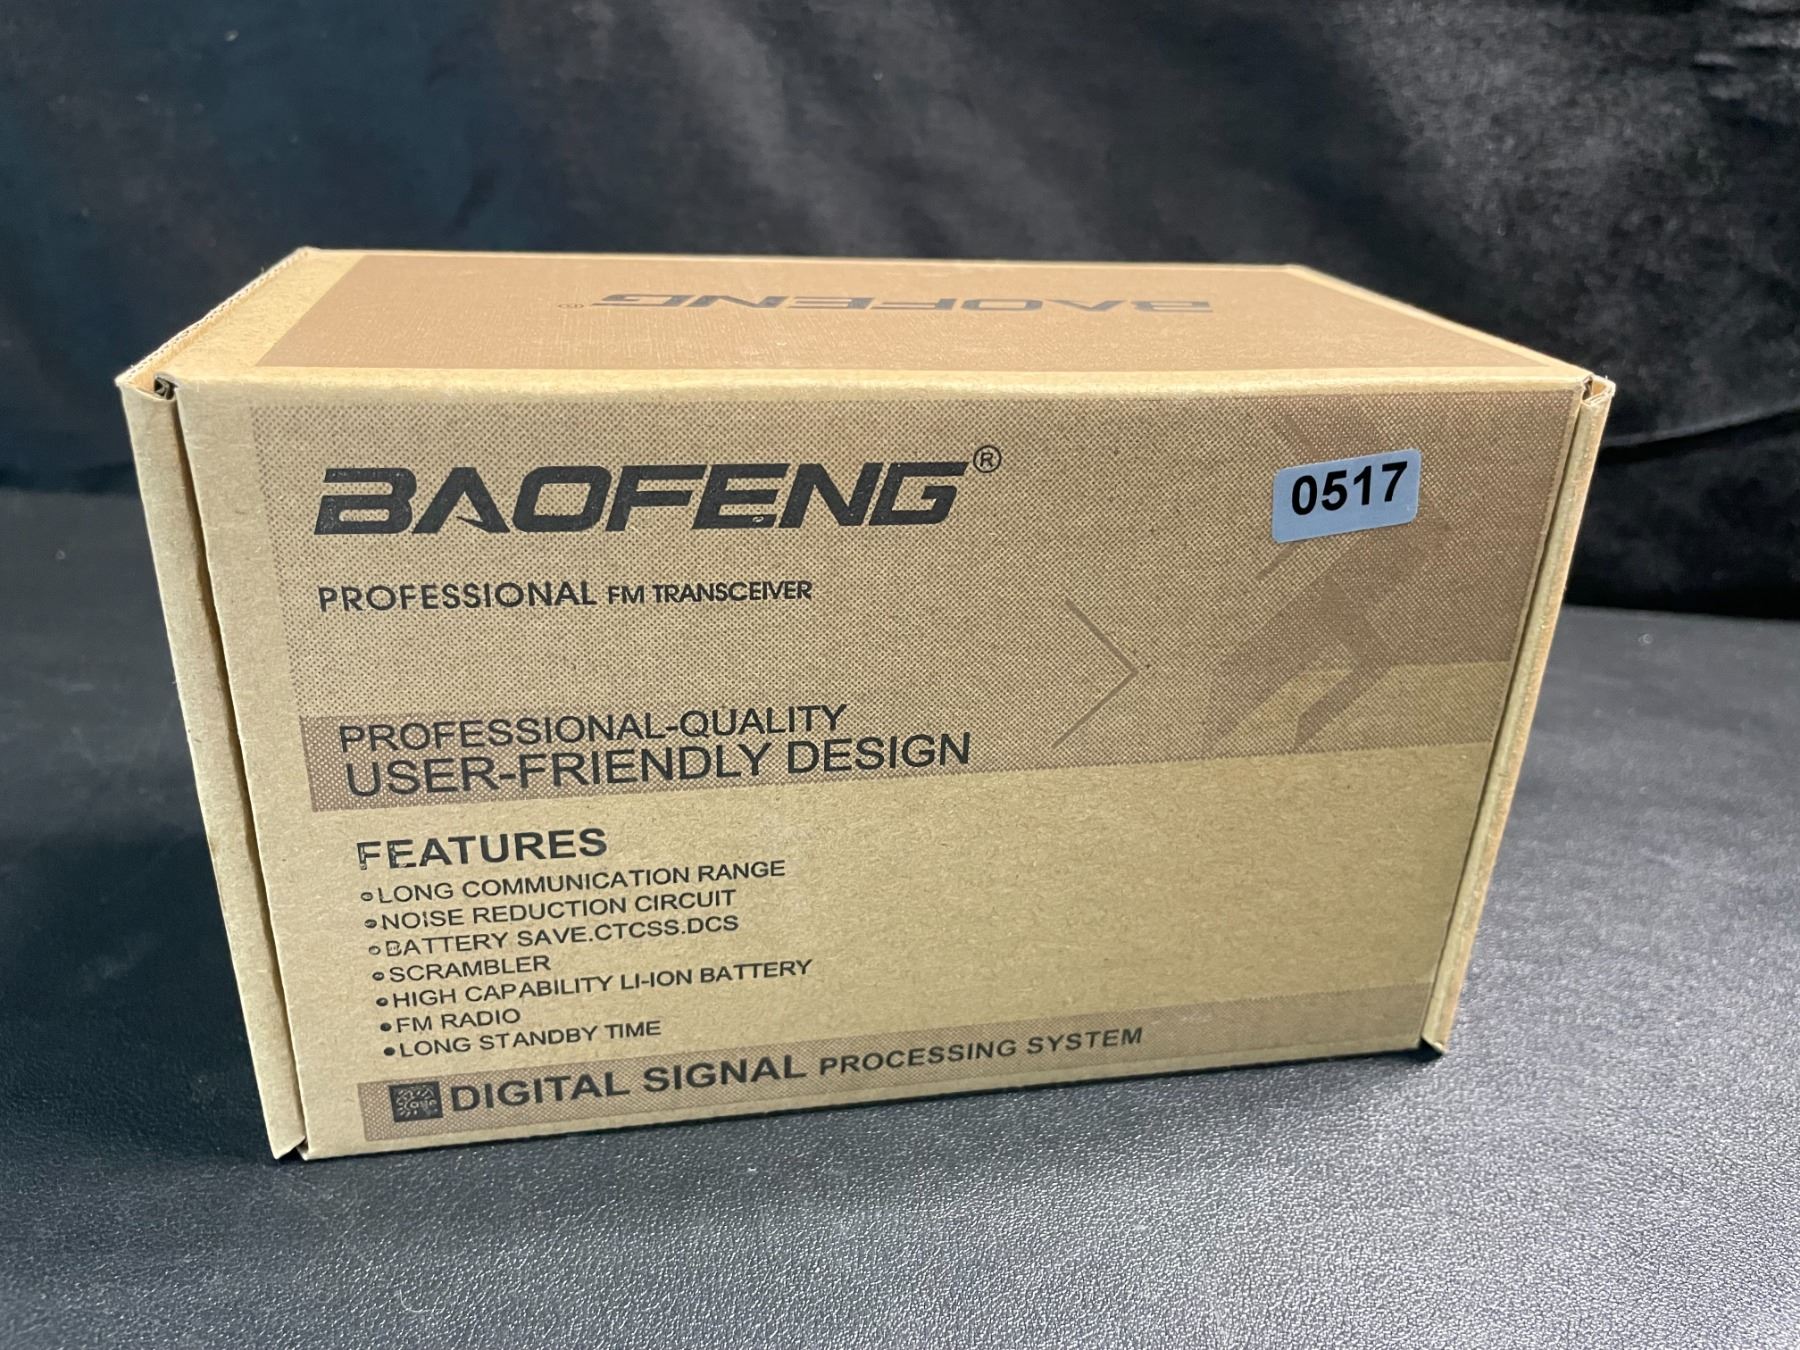 BAOFENG®
BAOFENG®
0517
PROFESSIONAL FM TRANSCEIVER
PROFESSIONAL-QUALITY
USER-FRIENDLY DESIGN
FEATURES
•LONG COMMUNICATION RANGE
•NOISE REDUCTION CIRCUIT
•BATTERY SAVE.CTCSS.DCS
•SCRAMBLER
•HIGH CAPABILITY LI-ION BATTERY
•FM RADIO
•LONG STANDBY TIME
DIGITAL SIGNAL PROCESSING SYSTEM